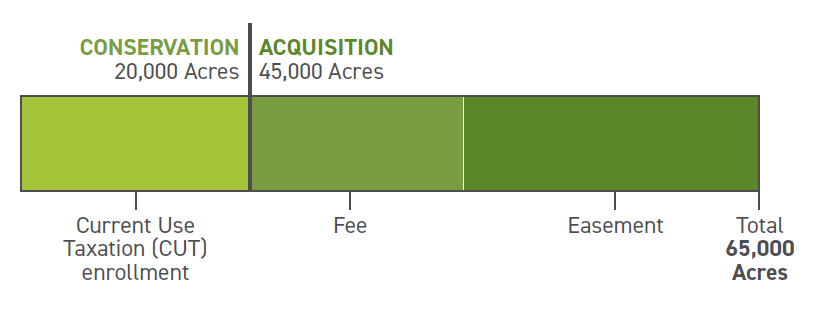 CONSERVATION ACQUISITION
20,000 Acres 45,000 Acres
Current Use
Taxation (CUT)
enrollment
Fee
Easement
Total
65,000
Acres